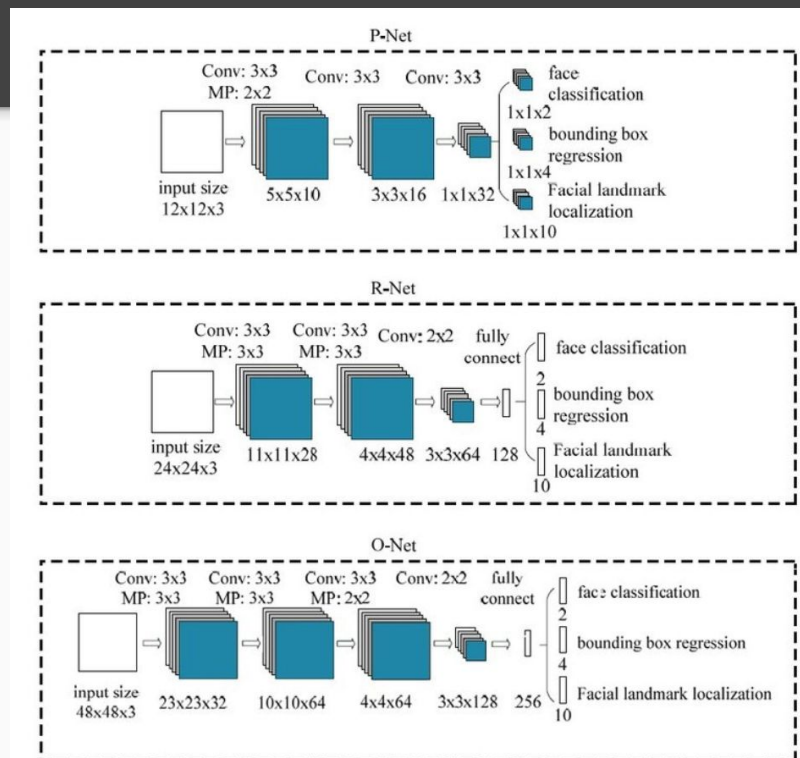 P-Net
Conv: 3x3 Conv: 3x3 Conv: 3x3
MP: 2x2
face
classification
1x1x2
bounding box
regression
1x1x4
Facial landmark
localization
1x1x10
input size
12x12x3
5x5x10 3x3x16 1x1x32
R-Net
Conv: 3x3 Conv: 3x3 Conv: 2x2 fully
MP: 3x3 MP: 3x3 connect
face classification
2
bounding box
regression
4
Facial landmark
localization
10
input size
24x24x3
11x11x28 4x4x48 3x3x64 128
O-Net
Conv: 3x3 Conv: 3x3 Conv: 3x3 Conv: 2x2 fully
MP: 3x3 MP: 3x3 MP: 2x2 connect
face classification
2
bounding box regression
4
Facial landmark localization
10
input size
48x48x3
23x23x32 10x10x64 4x4x64 3x3x128 256